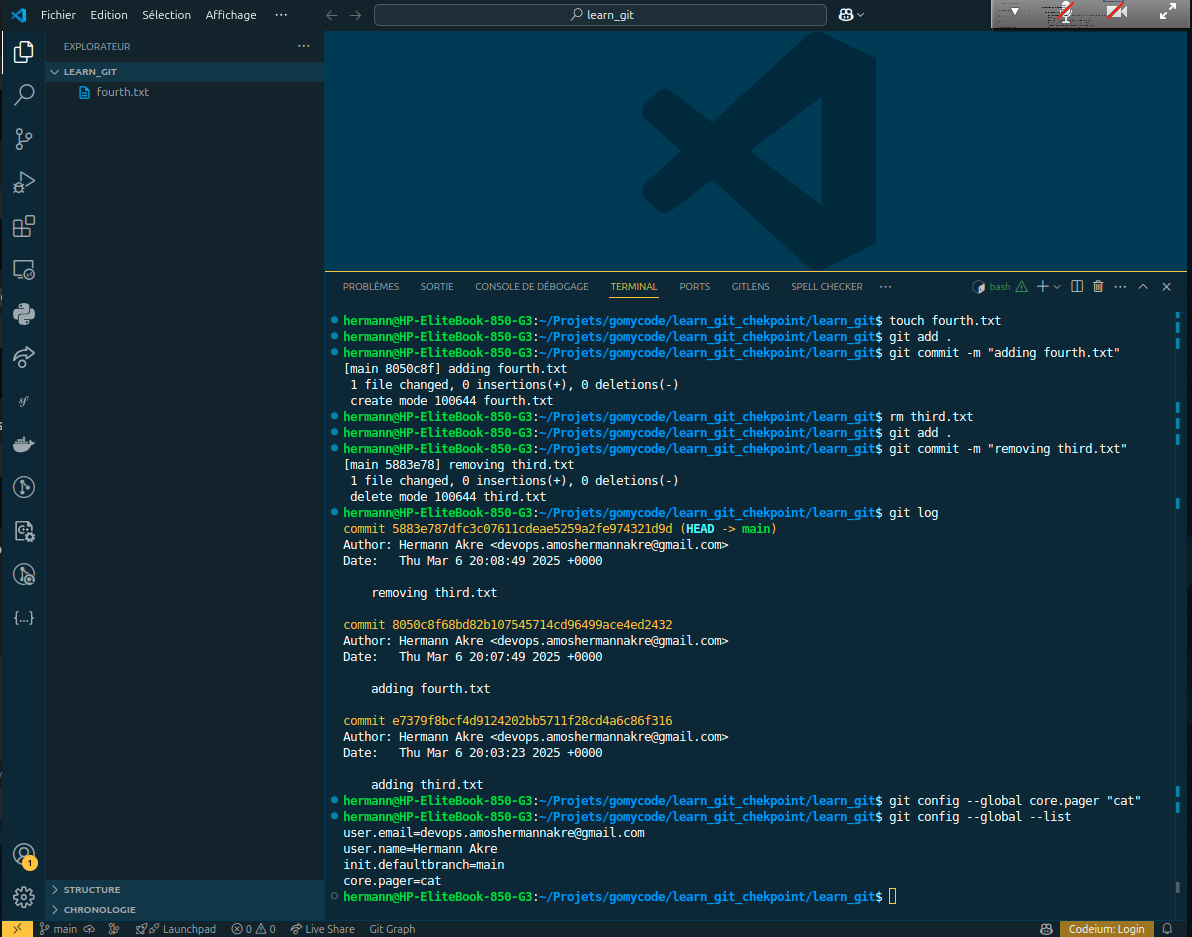 Fichier Edition Sélection Affichage ···
learn_git
EXPLORATEUR ···
LEARN_GIT
fourth.txt
PROBLÈMES SORTIE CONSOLE DE DÉBOGAGE TERMINAL PORTS GITLENS SPELL CHECKER ··· bash
hermann@HP-EliteBook-850-G3:~/Projets/gomycode/learn_git_chekpoint/learn_git$ touch fourth.txt
hermann@HP-EliteBook-850-G3:~/Projets/gomycode/learn_git_chekpoint/learn_git$ git add .
hermann@HP-EliteBook-850-G3:~/Projets/gomycode/learn_git_chekpoint/learn_git$ git commit -m "adding fourth.txt"
[main 8050c8f] adding fourth.txt
 1 file changed, 0 insertions(+), 0 deletions(-)
 create mode 100644 fourth.txt
hermann@HP-EliteBook-850-G3:~/Projets/gomycode/learn_git_chekpoint/learn_git$ rm third.txt
hermann@HP-EliteBook-850-G3:~/Projets/gomycode/learn_git_chekpoint/learn_git$ git add .
hermann@HP-EliteBook-850-G3:~/Projets/gomycode/learn_git_chekpoint/learn_git$ git commit -m "removing third.txt"
[main 5883e78] removing third.txt
 1 file changed, 0 insertions(+), 0 deletions(-)
 delete mode 100644 third.txt
hermann@HP-EliteBook-850-G3:~/Projets/gomycode/learn_git_chekpoint/learn_git$ git log
commit 5883e787dfc3c07611cdeae5259a2fe974321d9d (HEAD -> main)
Author: Hermann Akre <devops.amoshermannakre@gmail.com>
Date:   Thu Mar 6 20:08:49 2025 +0000
    removing third.txt
commit 8050c8f68bd82b107545714cd96499ace4ed2432
Author: Hermann Akre <devops.amoshermannakre@gmail.com>
Date:   Thu Mar 6 20:07:49 2025 +0000
    adding fourth.txt
commit e7379f8bcf4d9124202bb5711f28cd4a6c86f316
Author: Hermann Akre <devops.amoshermannakre@gmail.com>
Date:   Thu Mar 6 20:03:23 2025 +0000
    adding third.txt
hermann@HP-EliteBook-850-G3:~/Projets/gomycode/learn_git_chekpoint/learn_git$ git config --global core.pager "cat"
hermann@HP-EliteBook-850-G3:~/Projets/gomycode/learn_git_chekpoint/learn_git$ git config --global --list
user.email=devops.amoshermannakre@gmail.com
user.name=Hermann Akre
init.defaultbranch=main
core.pager=cat
hermann@HP-EliteBook-850-G3:~/Projets/gomycode/learn_git_chekpoint/learn_git$
sf
{...}
1
STRUCTURE
CHRONOLOGIE
main Launchpad 0 0 Live Share Git Graph Codeium: Login